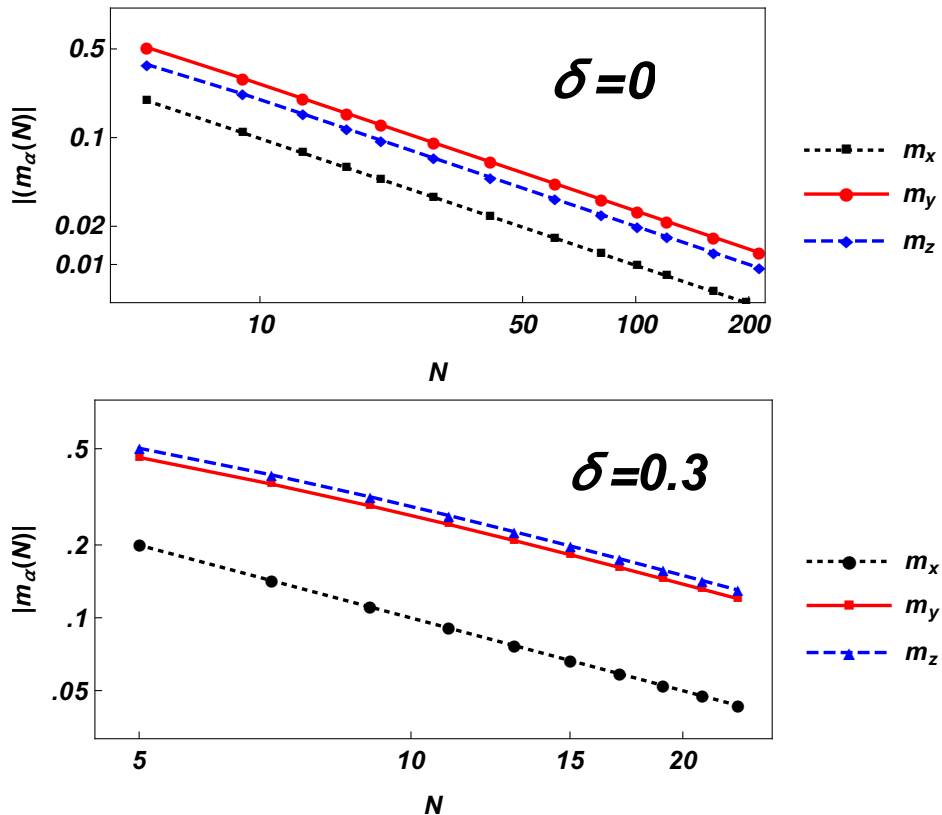 0.5
0.1
0.02
0.01
|(m_α(N)|
δ=0
10
50
100
200
N
m_x
m_y
m_z
.5
.2
.1
.05
|m_α(N)|
δ=0.3
5
10
15
20
N
m_x
m_y
m_z